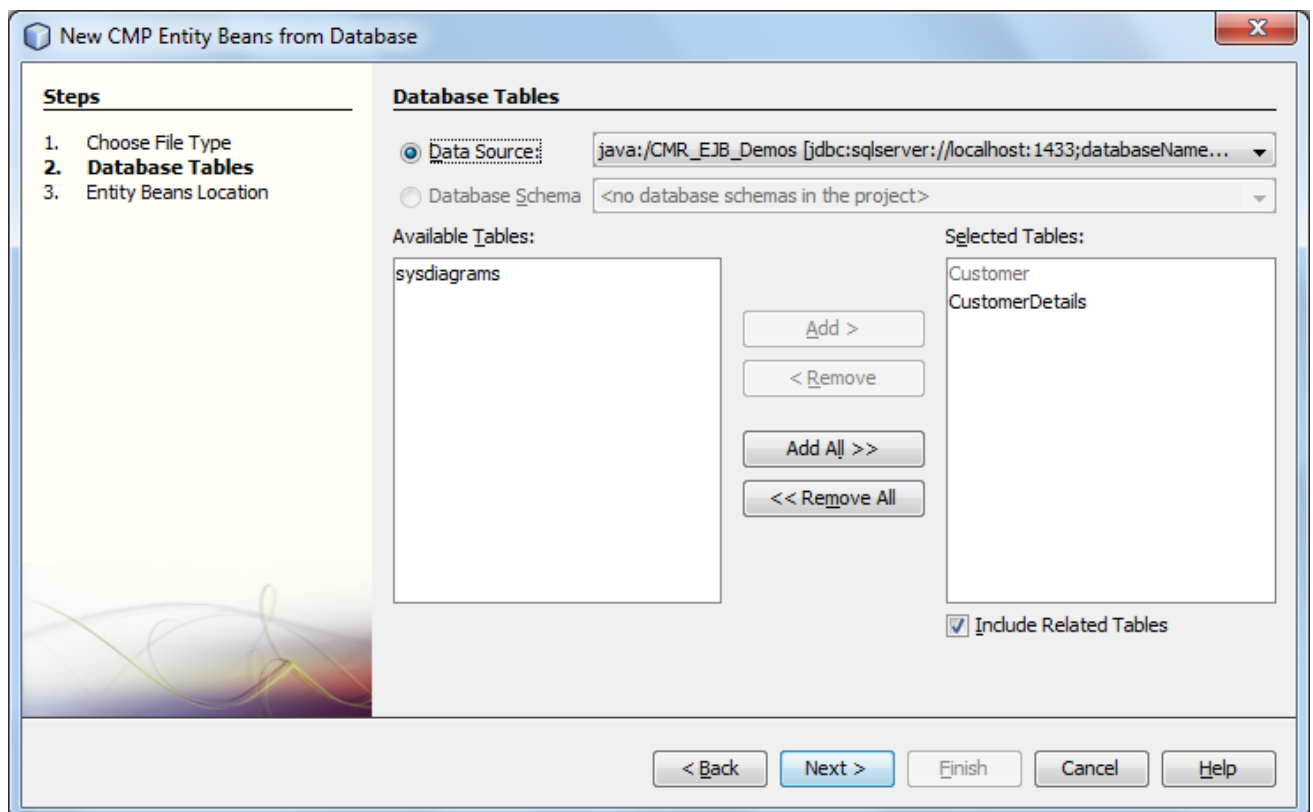 New CMP Entity Beans from Database
Steps
1. Choose File Type
2. Database Tables
3. Entity Beans Location
Database Tables
Data Source: java:/CMR_EJB_Demos [jdbc:sqlserver://localhost:1433;databaseName...
Database Schema <no database schemas in the project>
Available Tables:
sysdiagrams
Add >
< Remove
Add All >>
<< Remove All
Selected Tables:
Customer
CustomerDetails
Include Related Tables
< Back Next > Finish Cancel Help